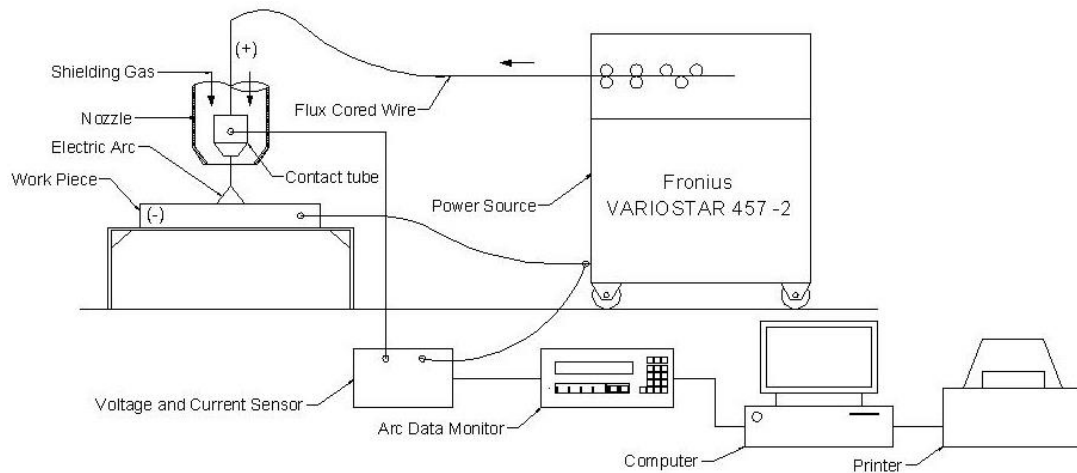 (+)
Shielding Gas
Flux Cored Wire
Nozzle
Electric Arc
Contact tube
Work Piece
(-)
Power Source
Fronius
VARIOSTAR 457 -2
Voltage and Current Sensor
Arc Data Monitor
Computer
Printer